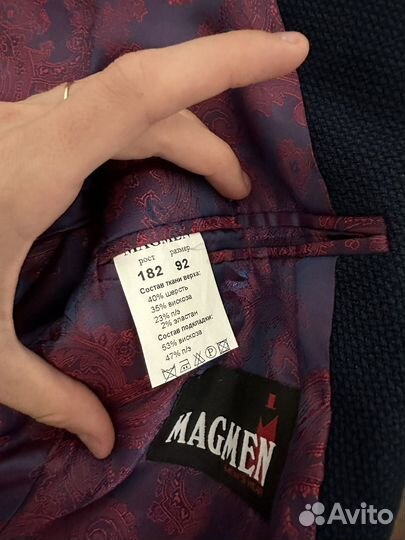 MAGMEN
рост размер
182 92
Состав ткани верха:
40% шерсть
35% вискоза
23% п/э
2% эластан
Состав подкладки:
53% вискоза
47% п/э
L
MAGMEN
Avito